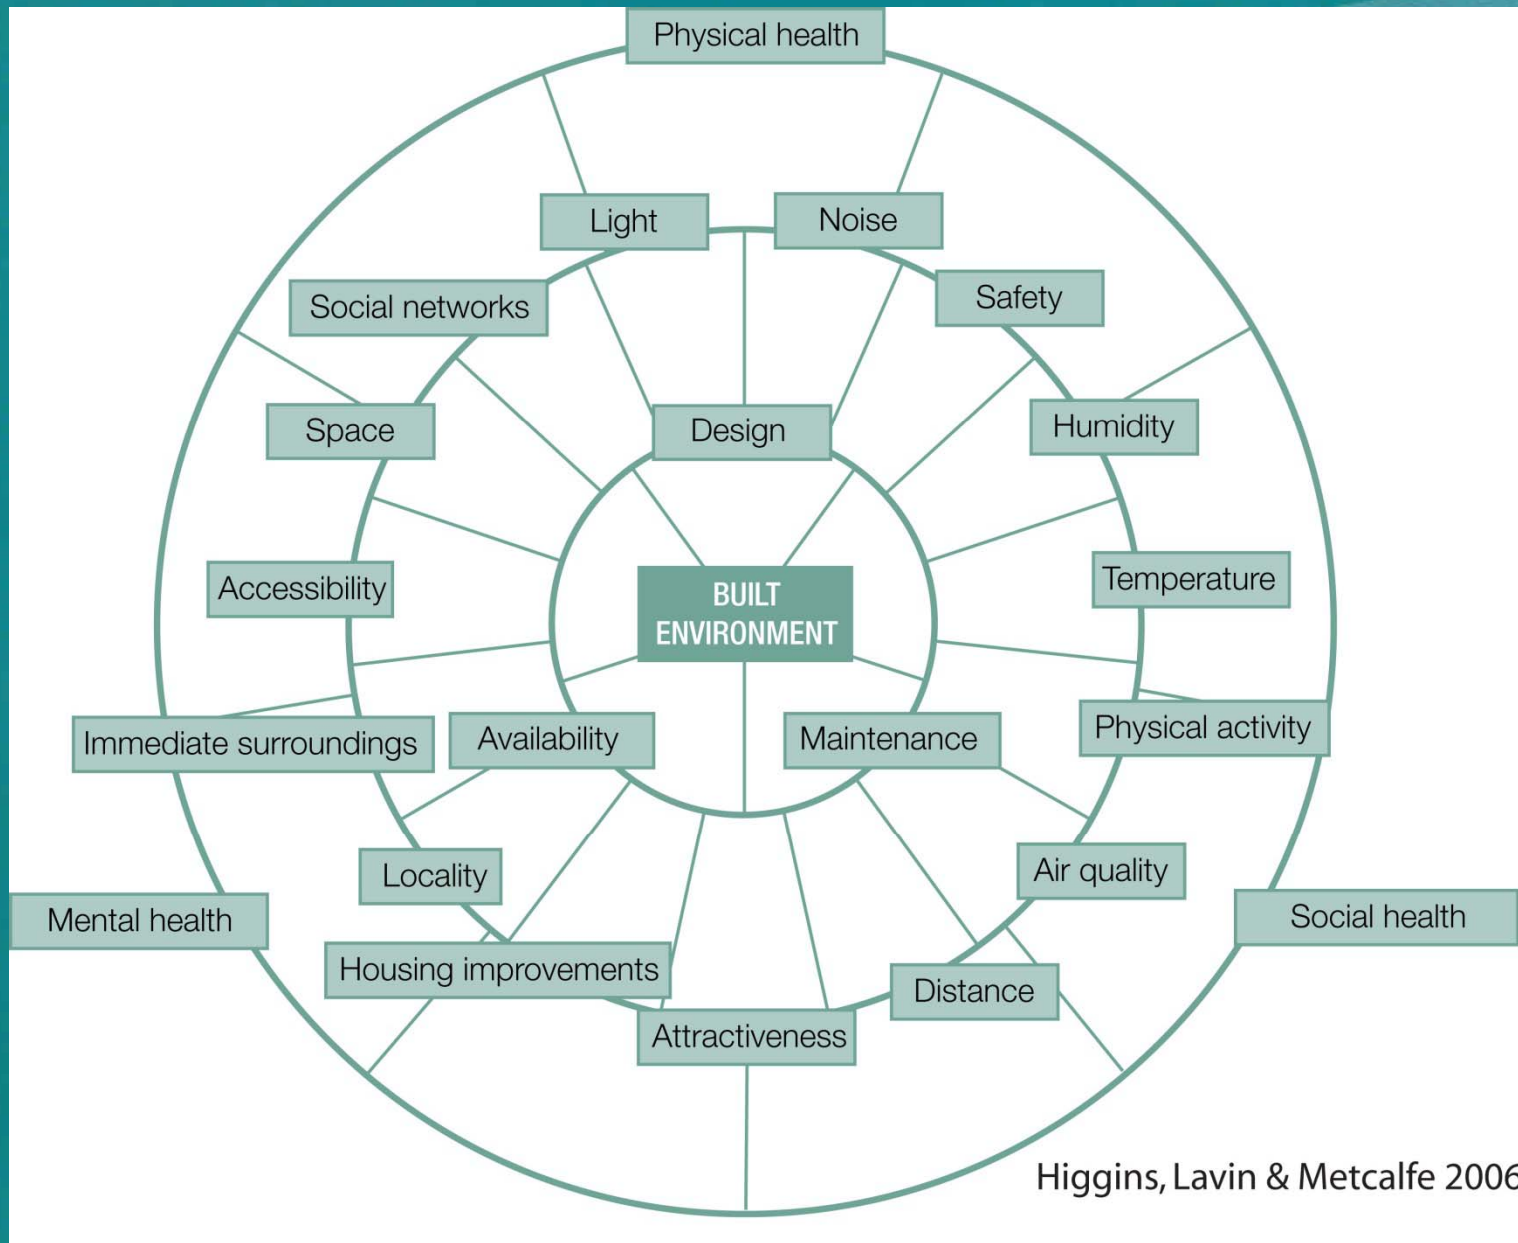 Physical health
Light
Noise
Social networks
Safety
Space
Design
Humidity
Accessibility
BUILT
ENVIRONMENT
Temperature
Immediate surroundings
Availability
Maintenance
Physical activity
Locality
Air quality
Mental health
Social health
Housing improvements
Distance
Attractiveness
Higgins, Lavin & Metcalfe 2006